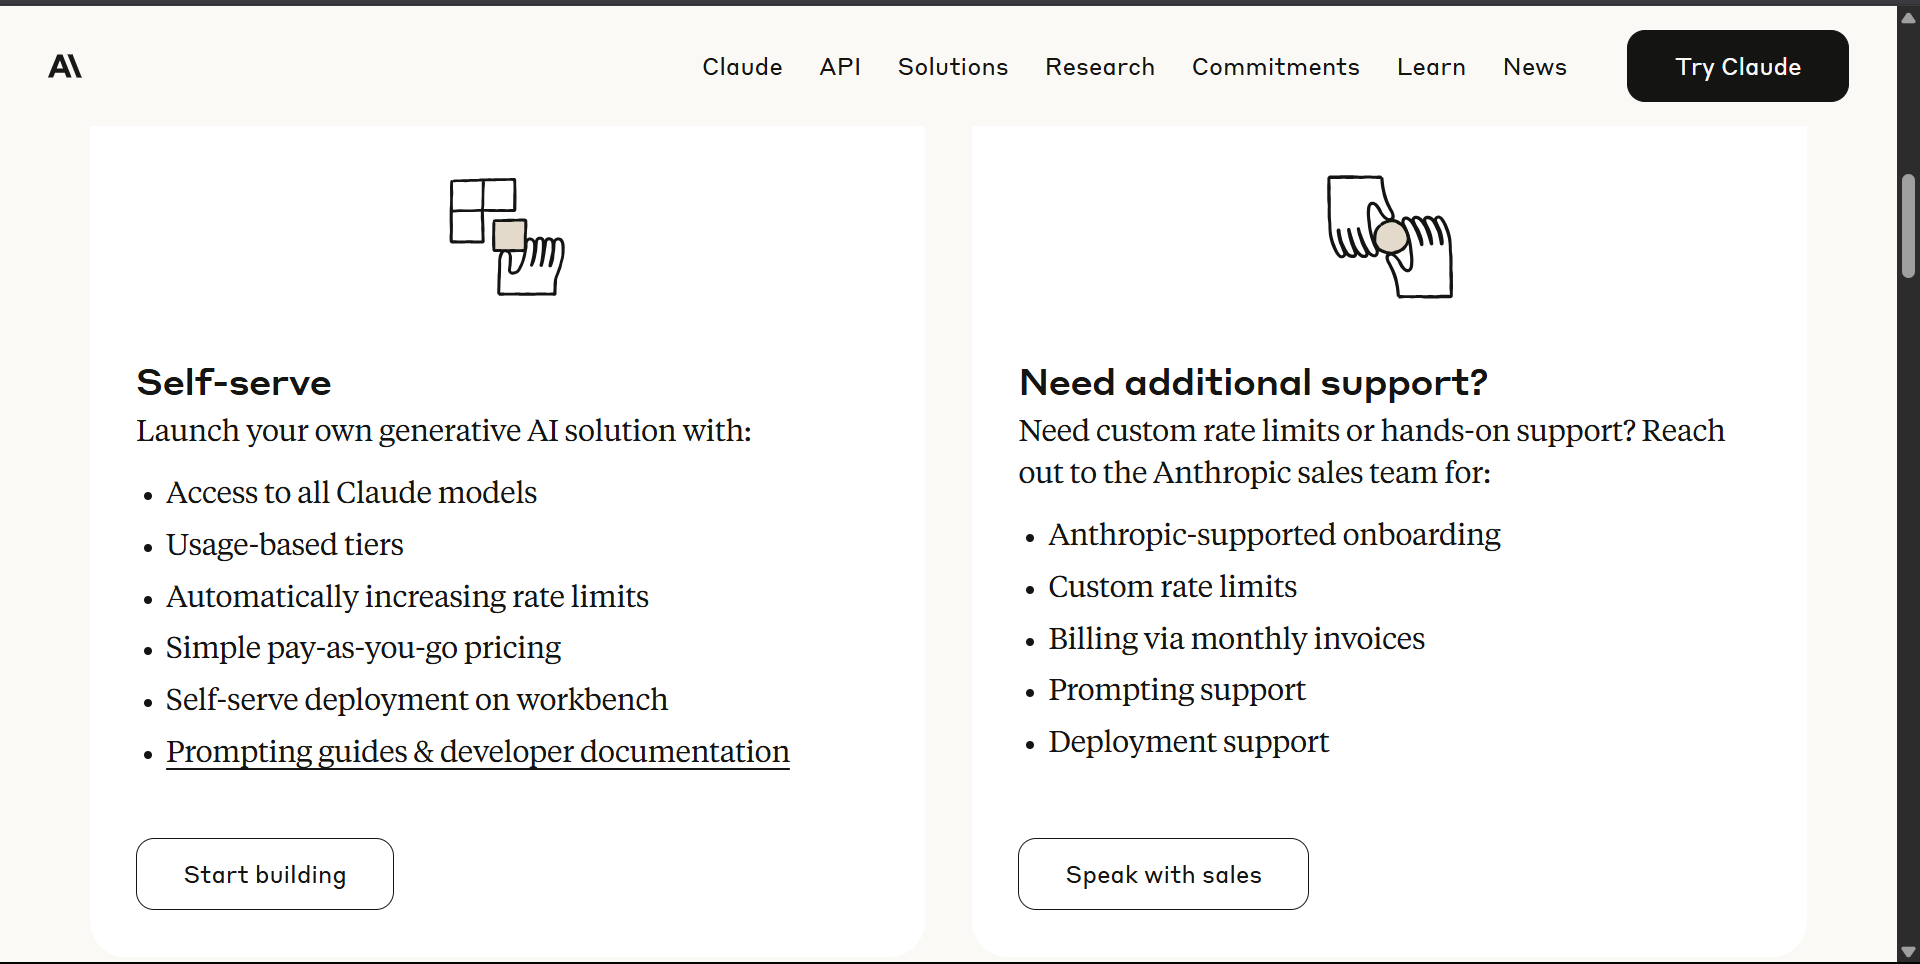 A\
Claude API Solutions Research Commitments Learn News Try Claude
Self-serve
Launch your own generative AI solution with:
• Access to all Claude models
• Usage-based tiers
• Automatically increasing rate limits
• Simple pay-as-you-go pricing
• Self-serve deployment on workbench
• Prompting guides & developer documentation
Start building
Need additional support?
Need custom rate limits or hands-on support? Reach
out to the Anthropic sales team for:
• Anthropic-supported onboarding
• Custom rate limits
• Billing via monthly invoices
• Prompting support
• Deployment support
Speak with sales